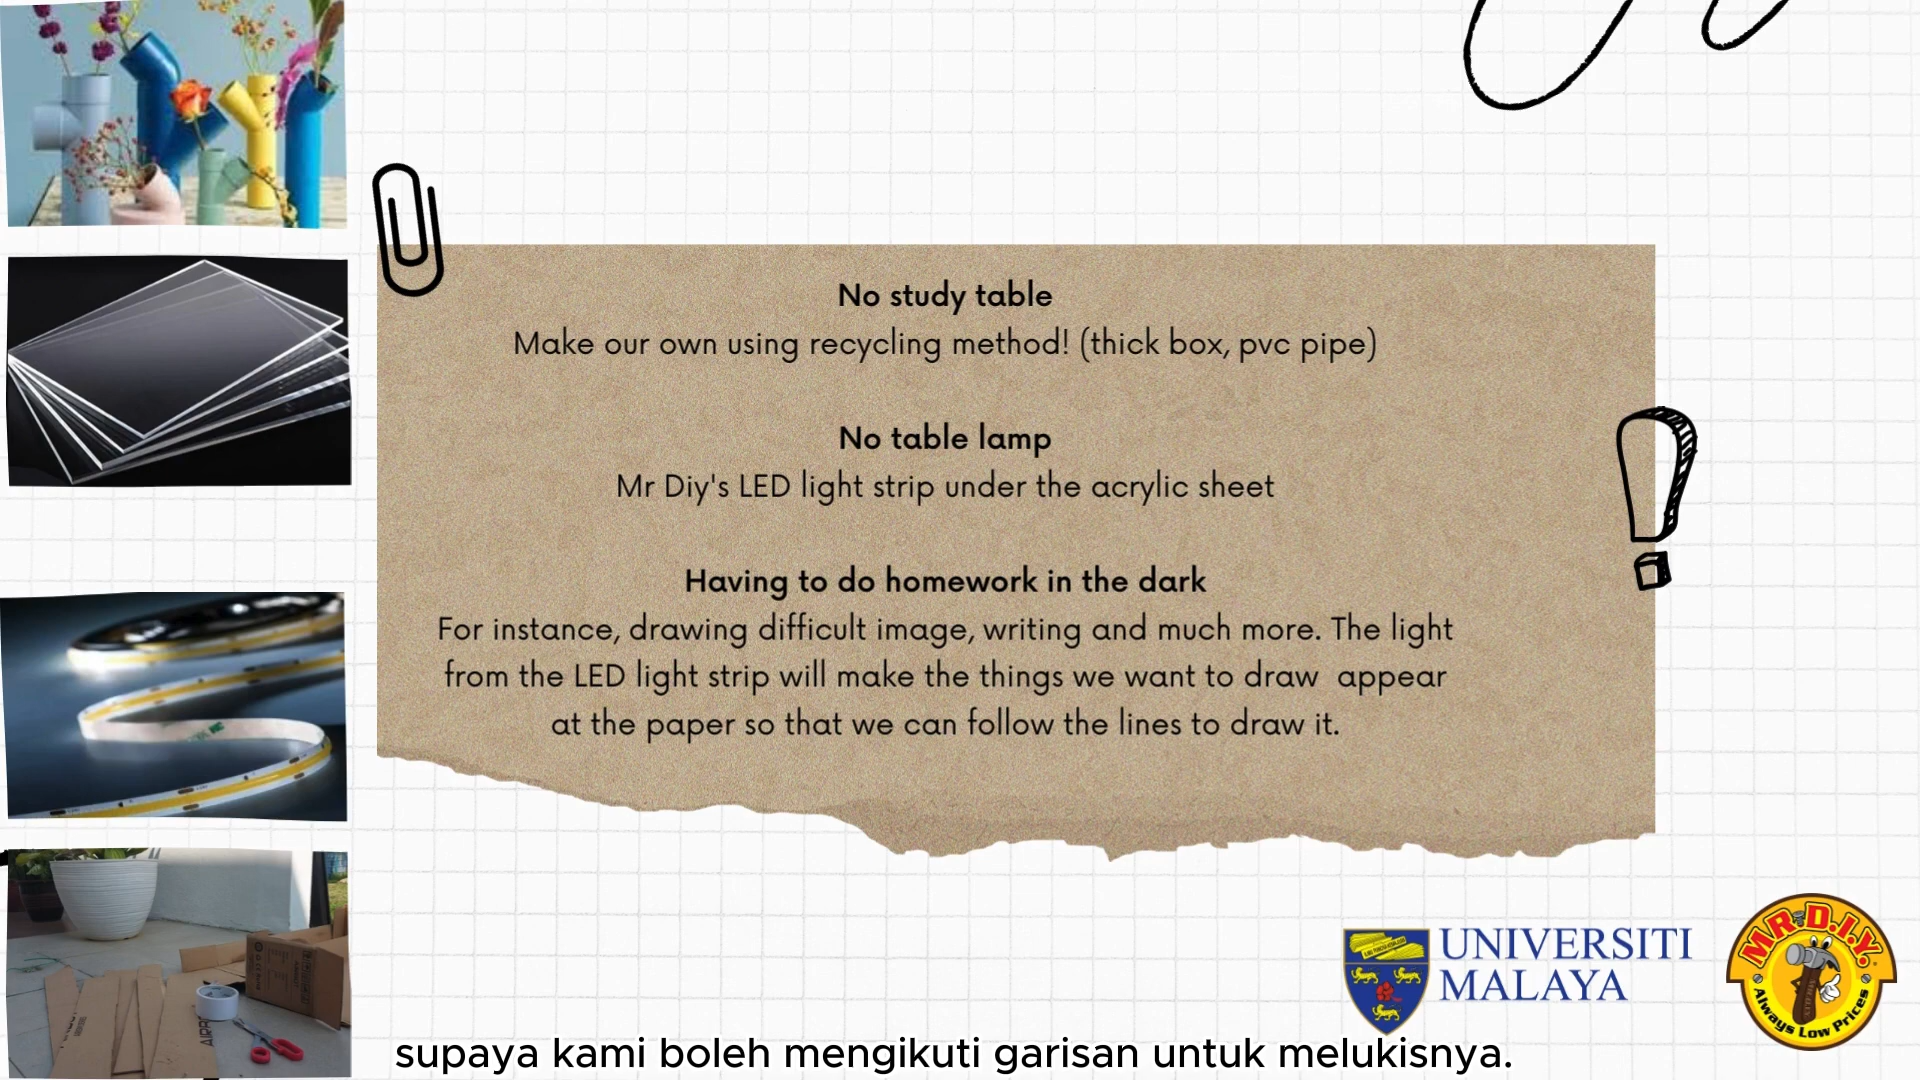 No study table
Make our own using recycling method! (thick box, pvc pipe)
No table lamp
Mr Diy's LED light strip under the acrylic sheet
Having to do homework in the dark
For instance, drawing difficult image, writing and much more. The light
from the LED light strip will make the things we want to draw  appear
at the paper so that we can follow the lines to draw it.
UNIVERSITI
MALAYA
MR.D.I.Y.
Always Low Prices
supaya kami boleh mengikuti garisan untuk melukisnya.